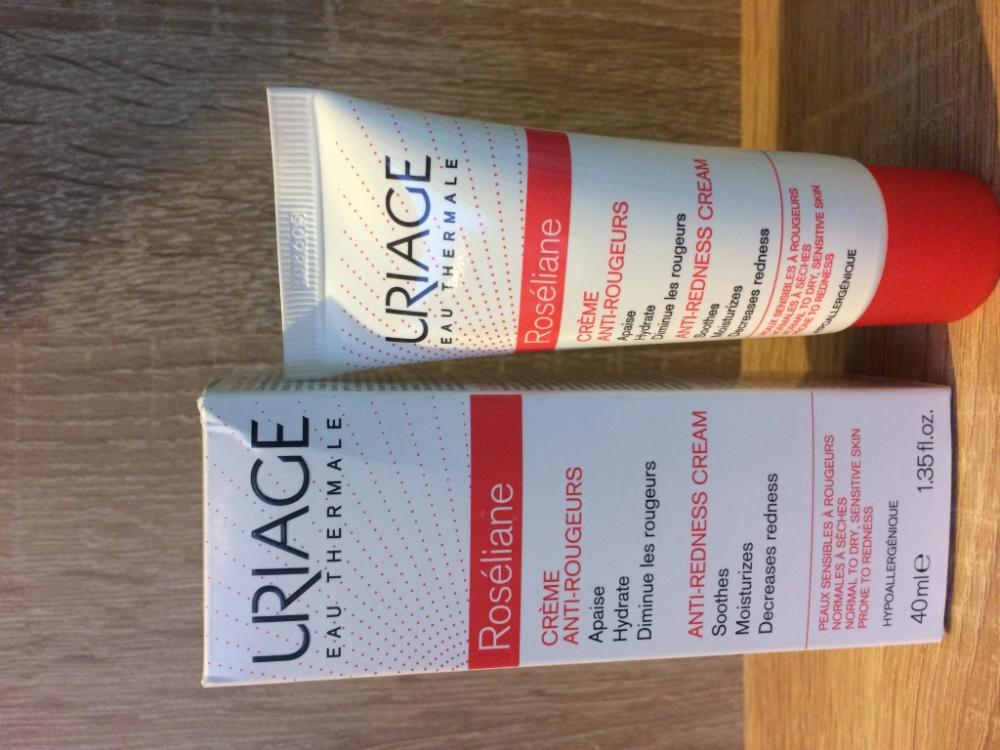 URIAGE
EAU THERMALE
Roséliane
CRÈME
ANTI-ROUGEURS
Apaise
Hydrate
Diminue les rougeurs
ANTI-REDNESS CREAM
Soothes
Moisturizes
Decreases redness
PEAUX SENSIBLES À ROUGEURS
NORMALES À SÈCHES
NORMAL TO DRY, SENSITIVE SKIN
PRONE TO REDNESS
HYPOALLERGÉNIQUE
40 ml e 1.35 fl.oz.
URIAGE
EAU THERMALE
Roséliane
CRÈME
ANTI-ROUGEURS
Apaise
Hydrate
Diminue les rougeurs
ANTI-REDNESS CREAM
Soothes
Moisturizes
Decreases redness
PEAUX SENSIBLES À ROUGEURS
NORMALES À SÈCHES
NORMAL TO DRY, SENSITIVE SKIN
PRONE TO REDNESS
HYPOALLERGÉNIQUE